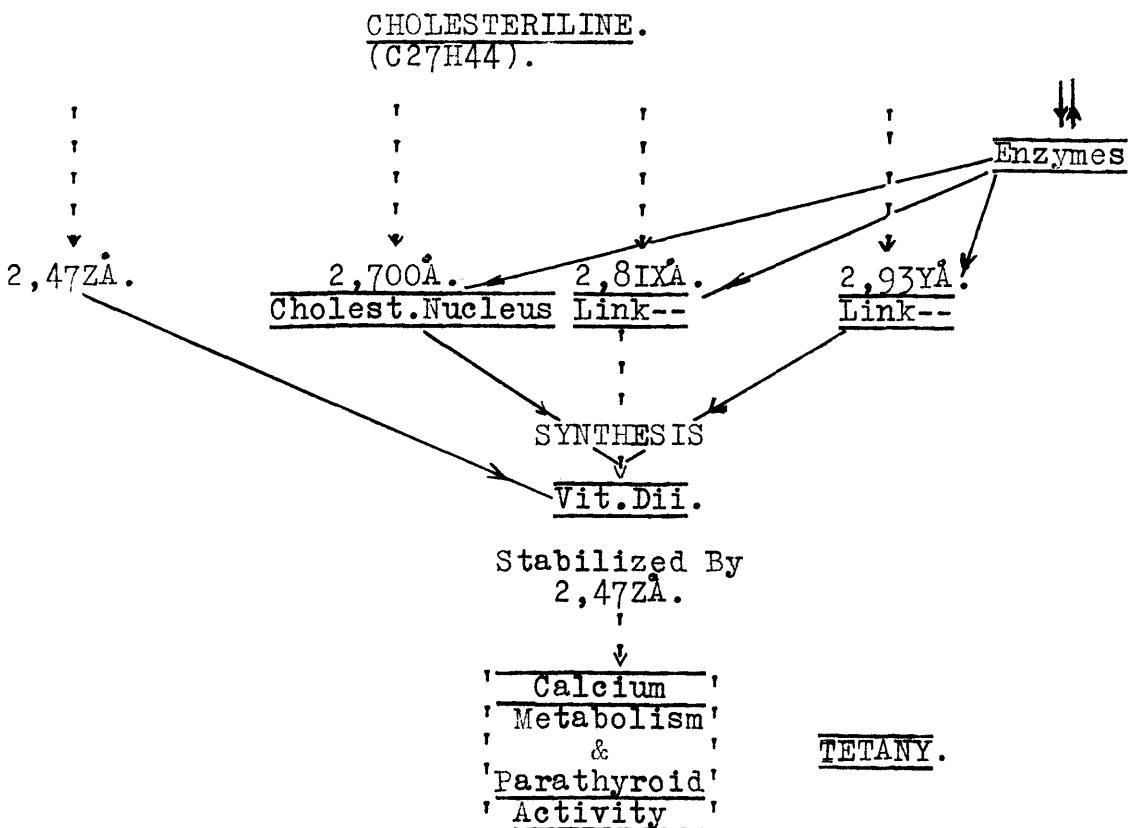 CHOLESTERILINE.
(C27H44).
Enzymes
2,47ZÅ. 2,700Å. 2,8IXÅ. 2,93YÅ.
Cholest.Nucleus Link-- Link--
SYNTHESIS
Vit.Dii.
Stabilized By
2,47ZÅ.
Calcium
Metabolism
&
Parathyroid
Activity
TETANY.